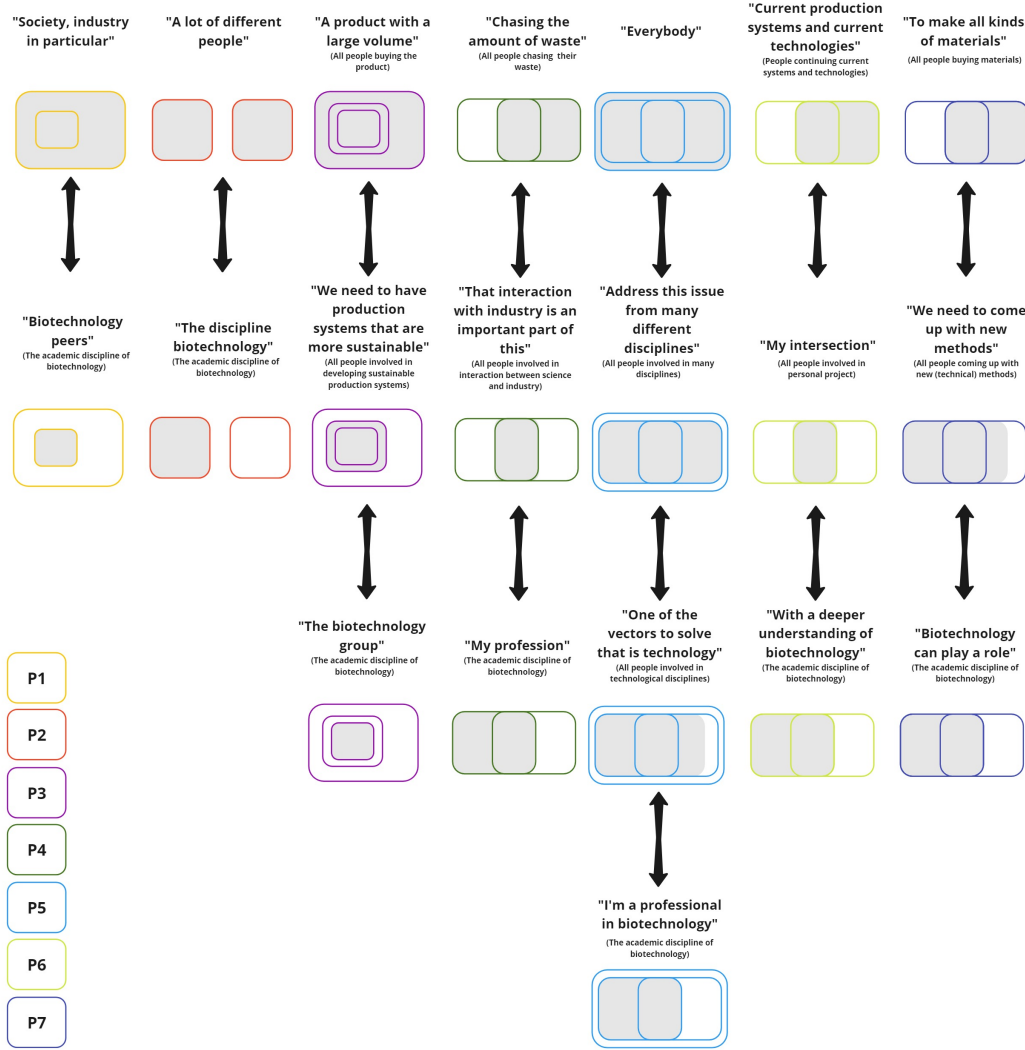 "Society, industry
in particular"
"A lot of different
people"
"A product with a
large volume"
(All people buying the
product)
"Chasing the
amount of waste"
(All people chasing their
waste)
"Everybody"
"Current production
systems and current
technologies"
(People continuing current
systems and technologies)
"To make all kinds
of materials"
(All people buying materials)
"Biotechnology
peers"
(The academic discipline of
biotechnology)
"The discipline
biotechnology"
(The academic discipline of
biotechnology)
"We need to have
production
systems that are
more sustainable"
(All people involved in
developing sustainable
production systems)
"That interaction
with industry is an
important part of
this"
(All people involved in
interaction between science
and industry)
"Address this issue
from many
different
disciplines"
(All people involved in many
disciplines)
"My intersection"
(All people involved in
personal project)
"We need to come
up with new
methods"
(All people coming up with
new (technical) methods)
"The biotechnology
group"
(The academic discipline of
biotechnology)
"My profession"
(The academic discipline of
biotechnology)
"One of the
vectors to solve
that is technology"
(All people involved in
technological disciplines)
"With a deeper
understanding of
biotechnology"
(The academic discipline of
biotechnology)
"Biotechnology
can play a role"
(The academic discipline of
biotechnology)
"I'm a professional
in biotechnology"
(The academic discipline of
biotechnology)
P1
P2
P3
P4
P5
P6
P7